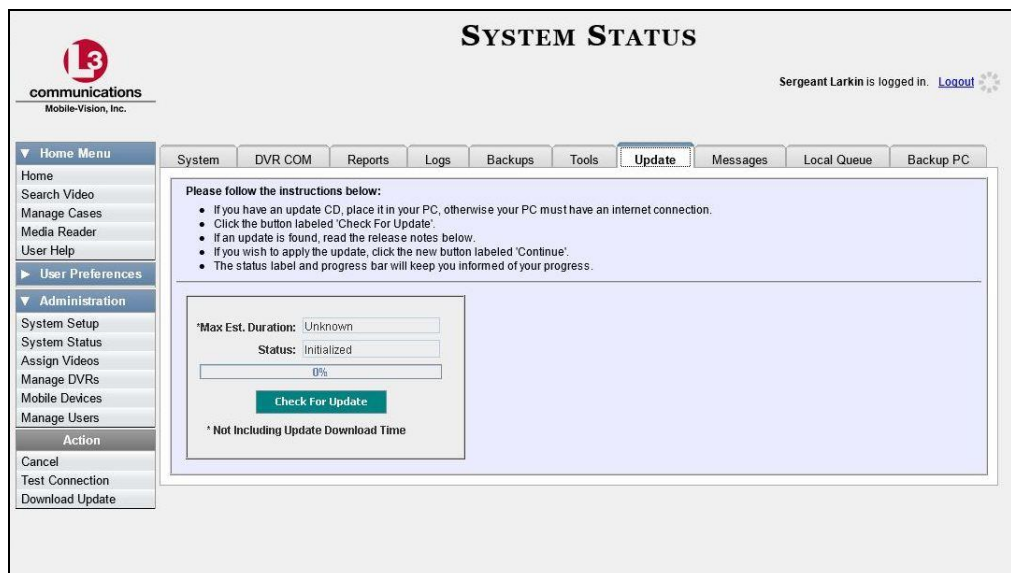 SYSTEM STATUS
L3
communications
Mobile-Vision, Inc.
Sergeant Larkin is logged in. Logout
▼ Home Menu
Home
Search Video
Manage Cases
Media Reader
User Help
► User Preferences
▼ Administration
System Setup
System Status
Assign Videos
Manage DVRs
Mobile Devices
Manage Users
Action
Cancel
Test Connection
Download Update
System DVR COM Reports Logs Backups Tools Update Messages Local Queue Backup PC
Please follow the instructions below:
• If you have an update CD, place it in your PC, otherwise your PC must have an internet connection.
• Click the button labeled 'Check For Update'.
• If an update is found, read the release notes below.
• If you wish to apply the update, click the new button labeled 'Continue'.
• The status label and progress bar will keep you informed of your progress.
*Max Est. Duration: Unknown
Status: Initialized
0%
Check For Update
* Not Including Update Download Time